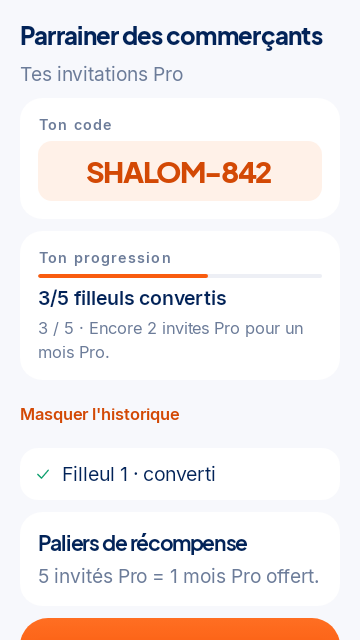 Parrainer des commerçants
Tes invitations Pro
Ton code
SHALOM-842
Ton progression
3/5 filleuls convertis
3 / 5 · Encore 2 invites Pro pour un
mois Pro.
Masquer l'historique
Filleul 1 · converti
Paliers de récompense
5 invités Pro = 1 mois Pro offert.